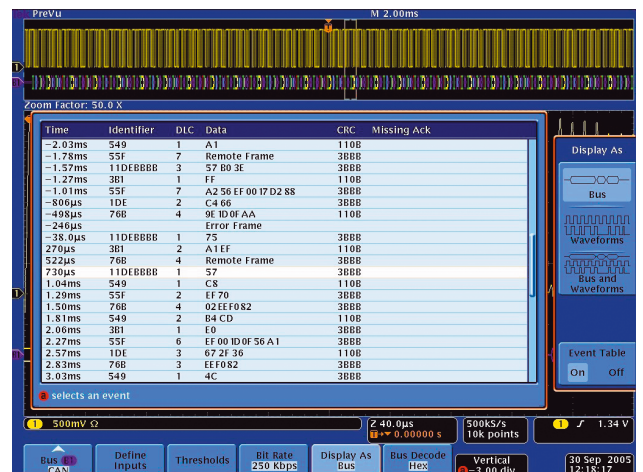 PreVu M 2.00ms
T
1
Zoom Factor: 50.0 X
Time Identifier DLC Data CRC Missing Ack
-2.03ms 549 1 A1 110B
-1.78ms 55F 7 Remote Frame 3BBB
-1.57ms 11DEBBBB 3 57 B0 3E 3BBB
-1.27ms 3B1 1 FF 110B
-1.01ms 55F 7 A2 56 EF 00 17 D2 88 3BBB
-806µs 1DE 2 C4 66 3BBB
-498µs 76B 4 9E 1D 0F AA 110B
-246µs Error Frame
-38.0µs 11DEBBBB 1 75 3BBB
270µs 3B1 2 A1 EF 110B
522µs 76B 4 Remote Frame 3BBB
730µs 11DEBBBB 1 57 3BBB
1.04ms 549 1 C8 110B
1.29ms 55F 2 EF 70 3BBB
1.50ms 76B 4 02 EE F0 82 3BBB
1.81ms 549 2 B4 CD 110B
2.06ms 3B1 1 E0 3BBB
2.27ms 55F 6 EF 00 1D 0F 56 A1 3BBB
2.57ms 1DE 3 67 2F 36 110B
2.83ms 76B 3 EE F0 82 3BBB
3.03ms 549 1 4C 3BBB
a selects an event
Display As
Bus
Waveforms
Bus and
Waveforms
Event Table
On Off
1
1 500mV Ω
Z 40.0µs
T 0.00000 s
500kS/s
10k points
1 1.34 V
Bus B1
CAN
Define
Inputs
Thresholds
Bit Rate
250 Kbps
Display As
Bus
Bus Decode
Hex
Vertical
-3.00 div
30 Sep 2005
12:18:17